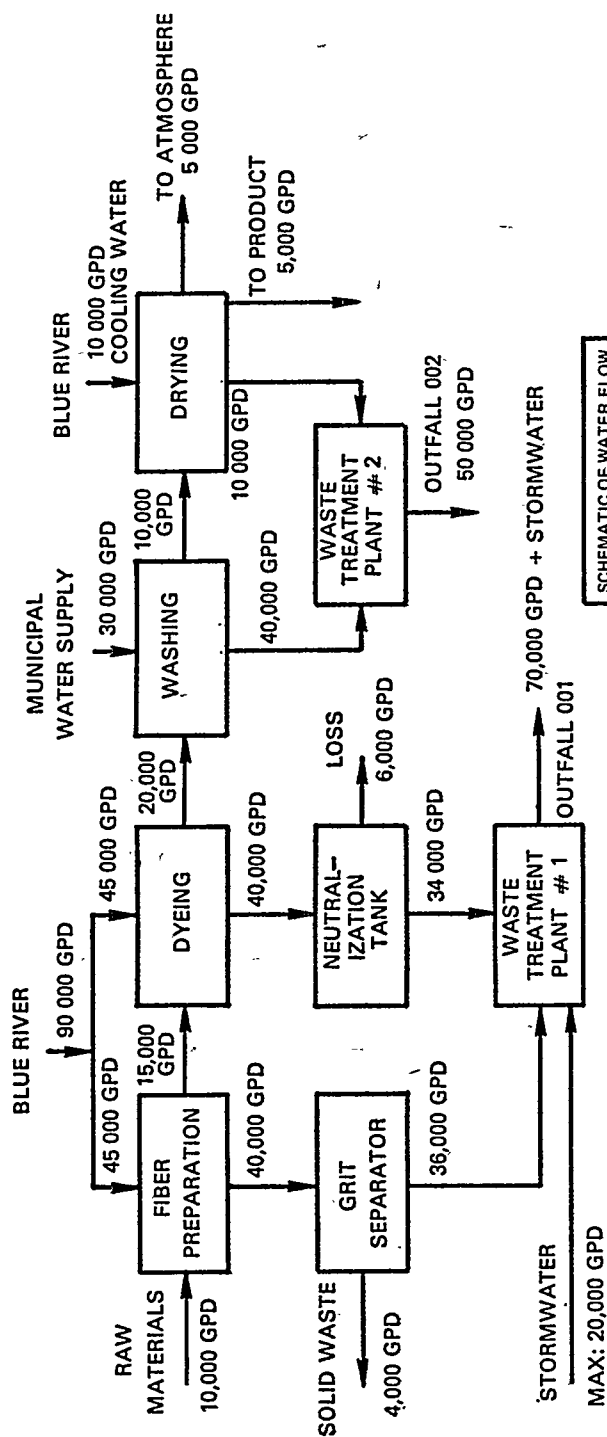 BLUE RIVER
90 000 GPD
45 000 GPD
45 000 GPD
MUNICIPAL
WATER SUPPLY
30 000 GPD
BLUE RIVER
10 000 GPD
COOLING WATER
RAW
MATERIALS
10,000 GPD
FIBER
PREPARATION
15,000
GPD
DYEING
20,000
GPD
WASHING
10,000
GPD
DRYING
TO ATMOSPHERE
5 000 GPD
TO PRODUCT
5,000 GPD
40,000 GPD
40,000 GPD
40,000 GPD
10 000 GPD
SOLID WASTE
4,000 GPD
GRIT
SEPARATOR
NEUTRAL–
IZATION
TANK
LOSS
6,000 GPD
WASTE
TREATMENT
PLANT #2
OUTFALL 002
50 000 GPD
36,000 GPD
34 000 GPD
STORMWATER
MAX: 20,000 GPD
WASTE
TREATMENT
PLANT #1
70,000 GPD + STORMWATER
OUTFALL 001
SCHEMATIC OF WATER FLOW